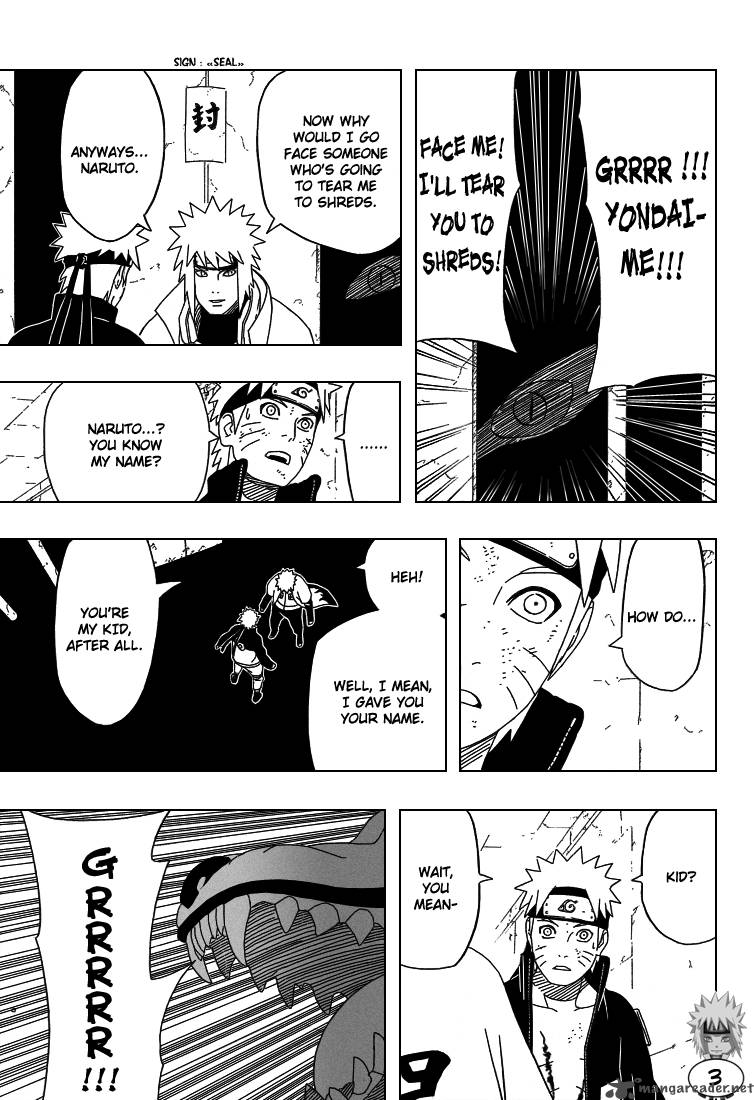 SIGN : «SEAL»
GRRRR !!!
YONDAI-
ME!!!
FACE ME!
I'LL TEAR
YOU TO
SHREDS!
NOW WHY
WOULD I GO
FACE SOMEONE
WHO'S GOING
TO TEAR ME
TO SHREDS.
封
ANYWAYS...
NARUTO.
......
NARUTO...?
YOU KNOW
MY NAME?
HOW DO...
HEH!
WELL, I MEAN,
I GAVE YOU
YOUR NAME.
YOU'RE
MY KID,
AFTER ALL.
KID?
WAIT,
YOU
MEAN-
GRRRRR!!!
3
mangareader.net